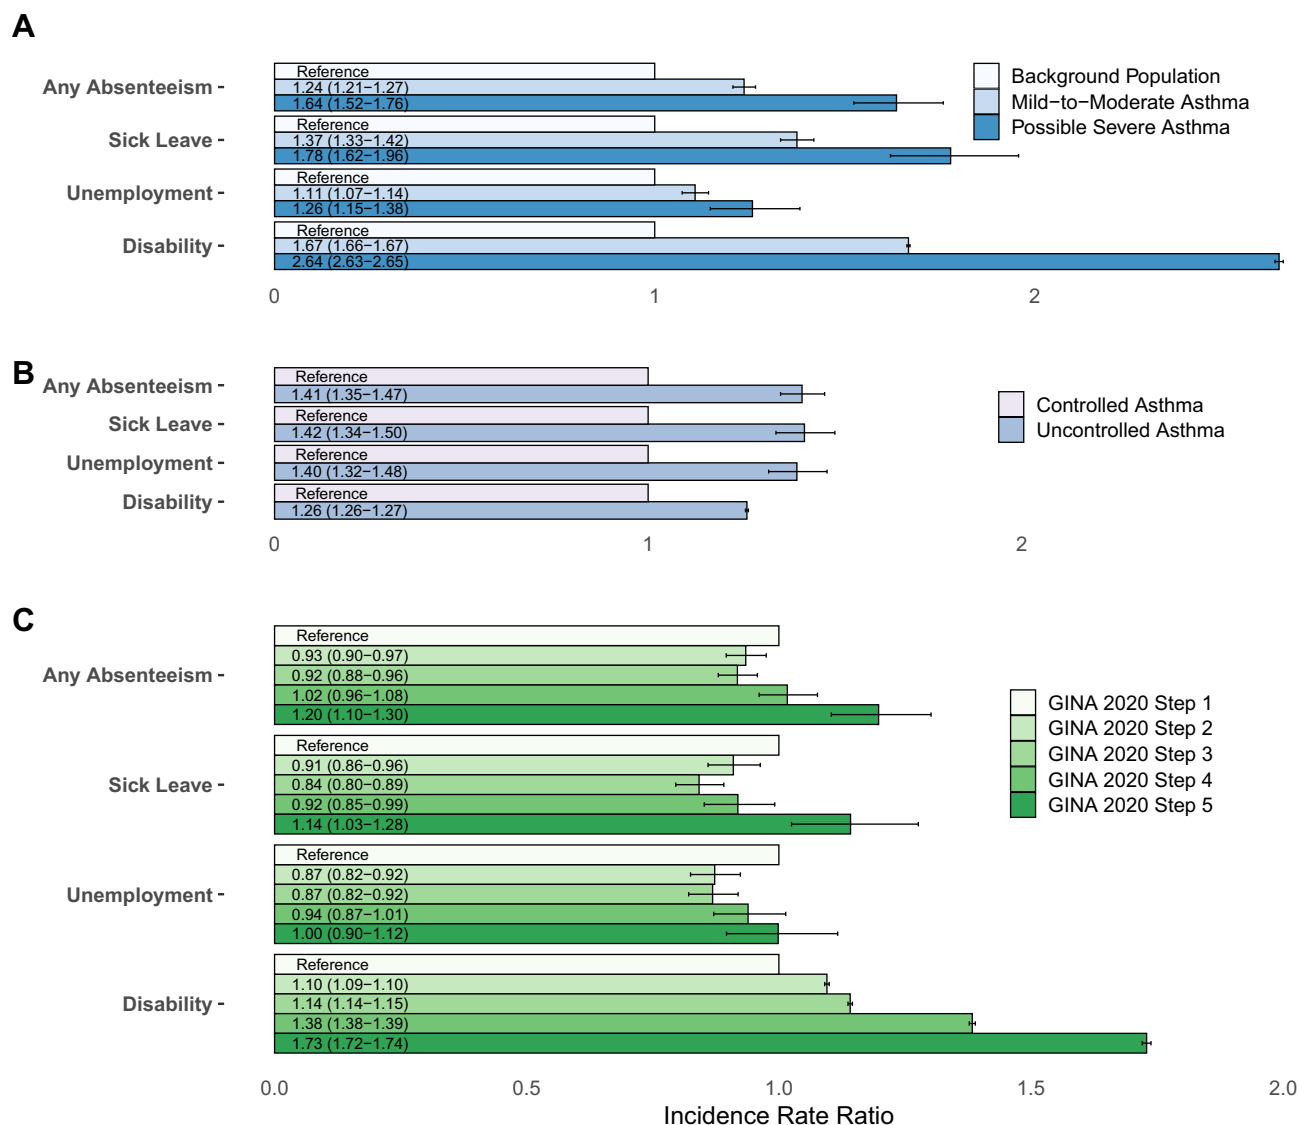 A
Any Absenteeism
Reference
1.24 (1.21−1.27)
1.64 (1.52−1.76)
Sick Leave
Reference
1.37 (1.33−1.42)
1.78 (1.62−1.96)
Unemployment
Reference
1.11 (1.07−1.14)
1.26 (1.15−1.38)
Disability
Reference
1.67 (1.66−1.67)
2.64 (2.63−2.65)
0 1 2
Background Population
Mild−to−Moderate Asthma
Possible Severe Asthma
B
Any Absenteeism
Reference
1.41 (1.35−1.47)
Sick Leave
Reference
1.42 (1.34−1.50)
Unemployment
Reference
1.40 (1.32−1.48)
Disability
Reference
1.26 (1.26−1.27)
0 1 2
Controlled Asthma
Uncontrolled Asthma
C
Any Absenteeism
Reference
0.93 (0.90−0.97)
0.92 (0.88−0.96)
1.02 (0.96−1.08)
1.20 (1.10−1.30)
Sick Leave
Reference
0.91 (0.86−0.96)
0.84 (0.80−0.89)
0.92 (0.85−0.99)
1.14 (1.03−1.28)
Unemployment
Reference
0.87 (0.82−0.92)
0.87 (0.82−0.92)
0.94 (0.87−1.01)
1.00 (0.90−1.12)
Disability
Reference
1.10 (1.09−1.10)
1.14 (1.14−1.15)
1.38 (1.38−1.39)
1.73 (1.72−1.74)
0.0 0.5 1.0 1.5 2.0
Incidence Rate Ratio
GINA 2020 Step 1
GINA 2020 Step 2
GINA 2020 Step 3
GINA 2020 Step 4
GINA 2020 Step 5